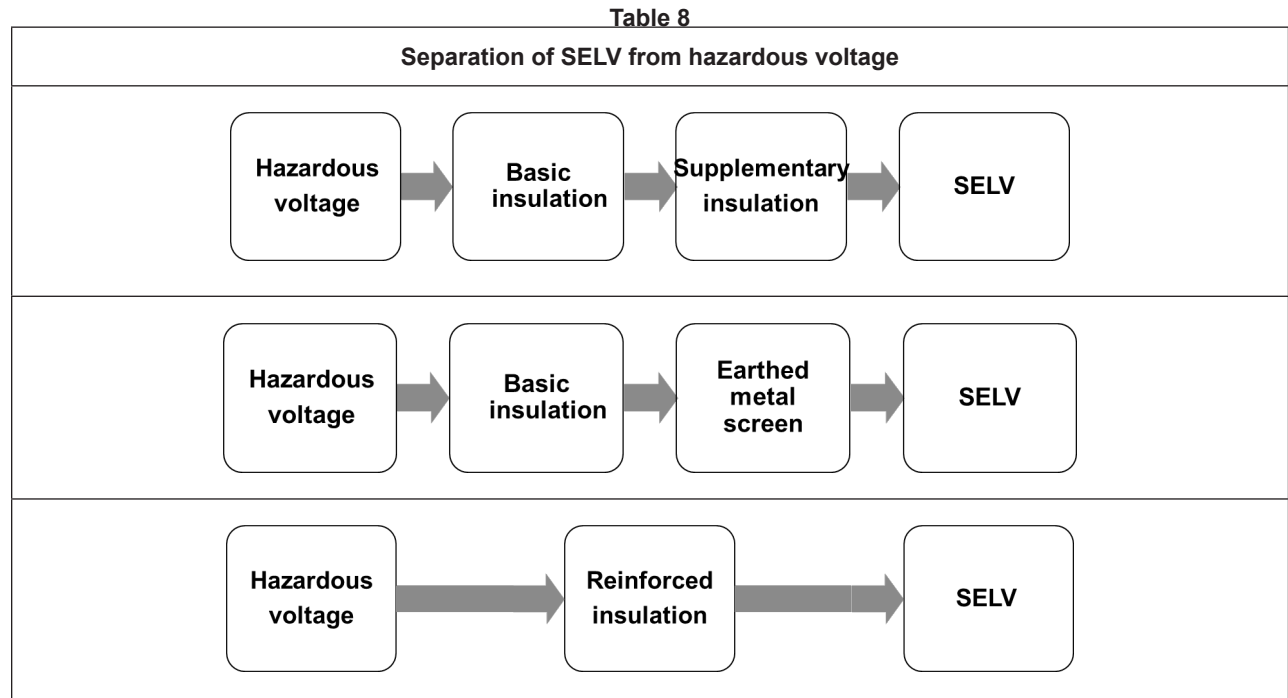 Table 8
Separation of SELV from hazardous voltage
Hazardous
voltage
Basic
insulation
Supplementary
insulation
SELV
Hazardous
voltage
Basic
insulation
Earthed
metal
screen
SELV
Hazardous
voltage
Reinforced
insulation
SELV